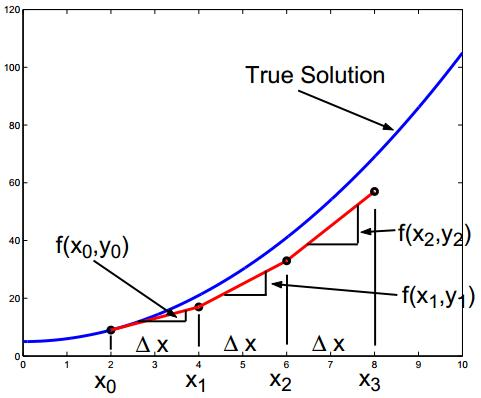 120
100
True Solution
80
60
f(x0,y0)
f(x2,y2)
40
f(x1,y1)
20
Δ x Δ x Δ x
0
0 1 2 3 4 5 6 7 8 9 10
x0 x1 x2 x3